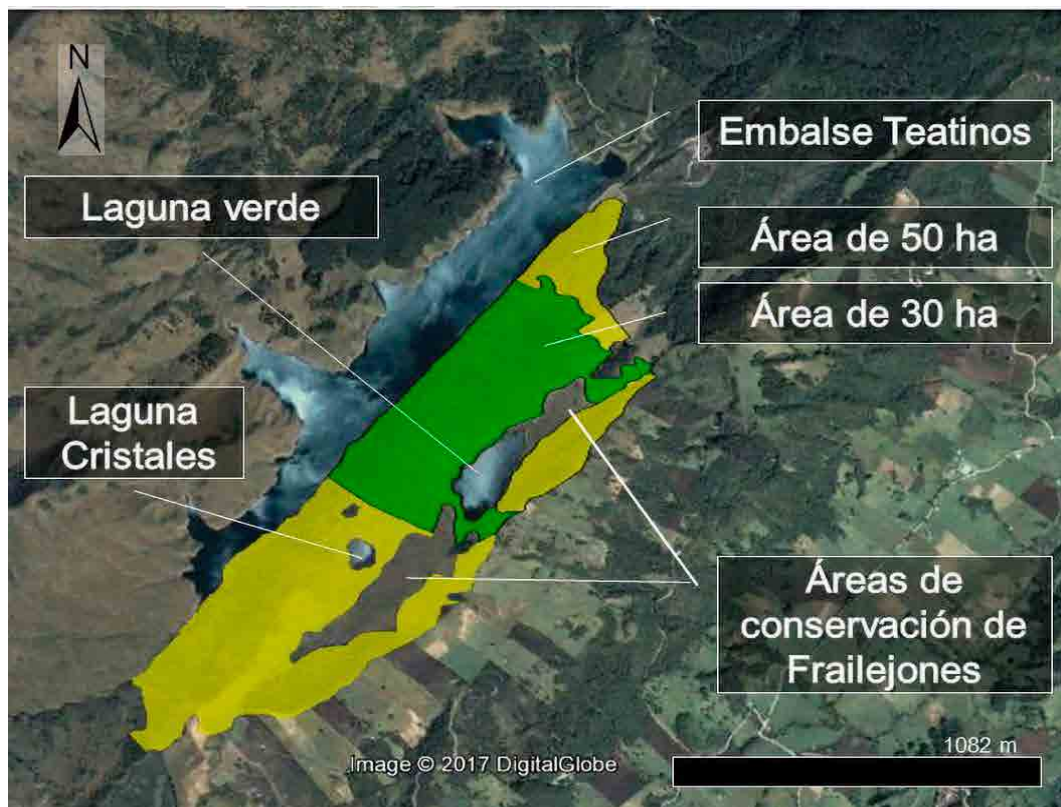 N
Embalse Teatinos
Laguna verde
Área de 50 ha
Área de 30 ha
Laguna
Cristales
Áreas de
conservación de
Frailejones
1082 m
Image © 2017 DigitalGlobe